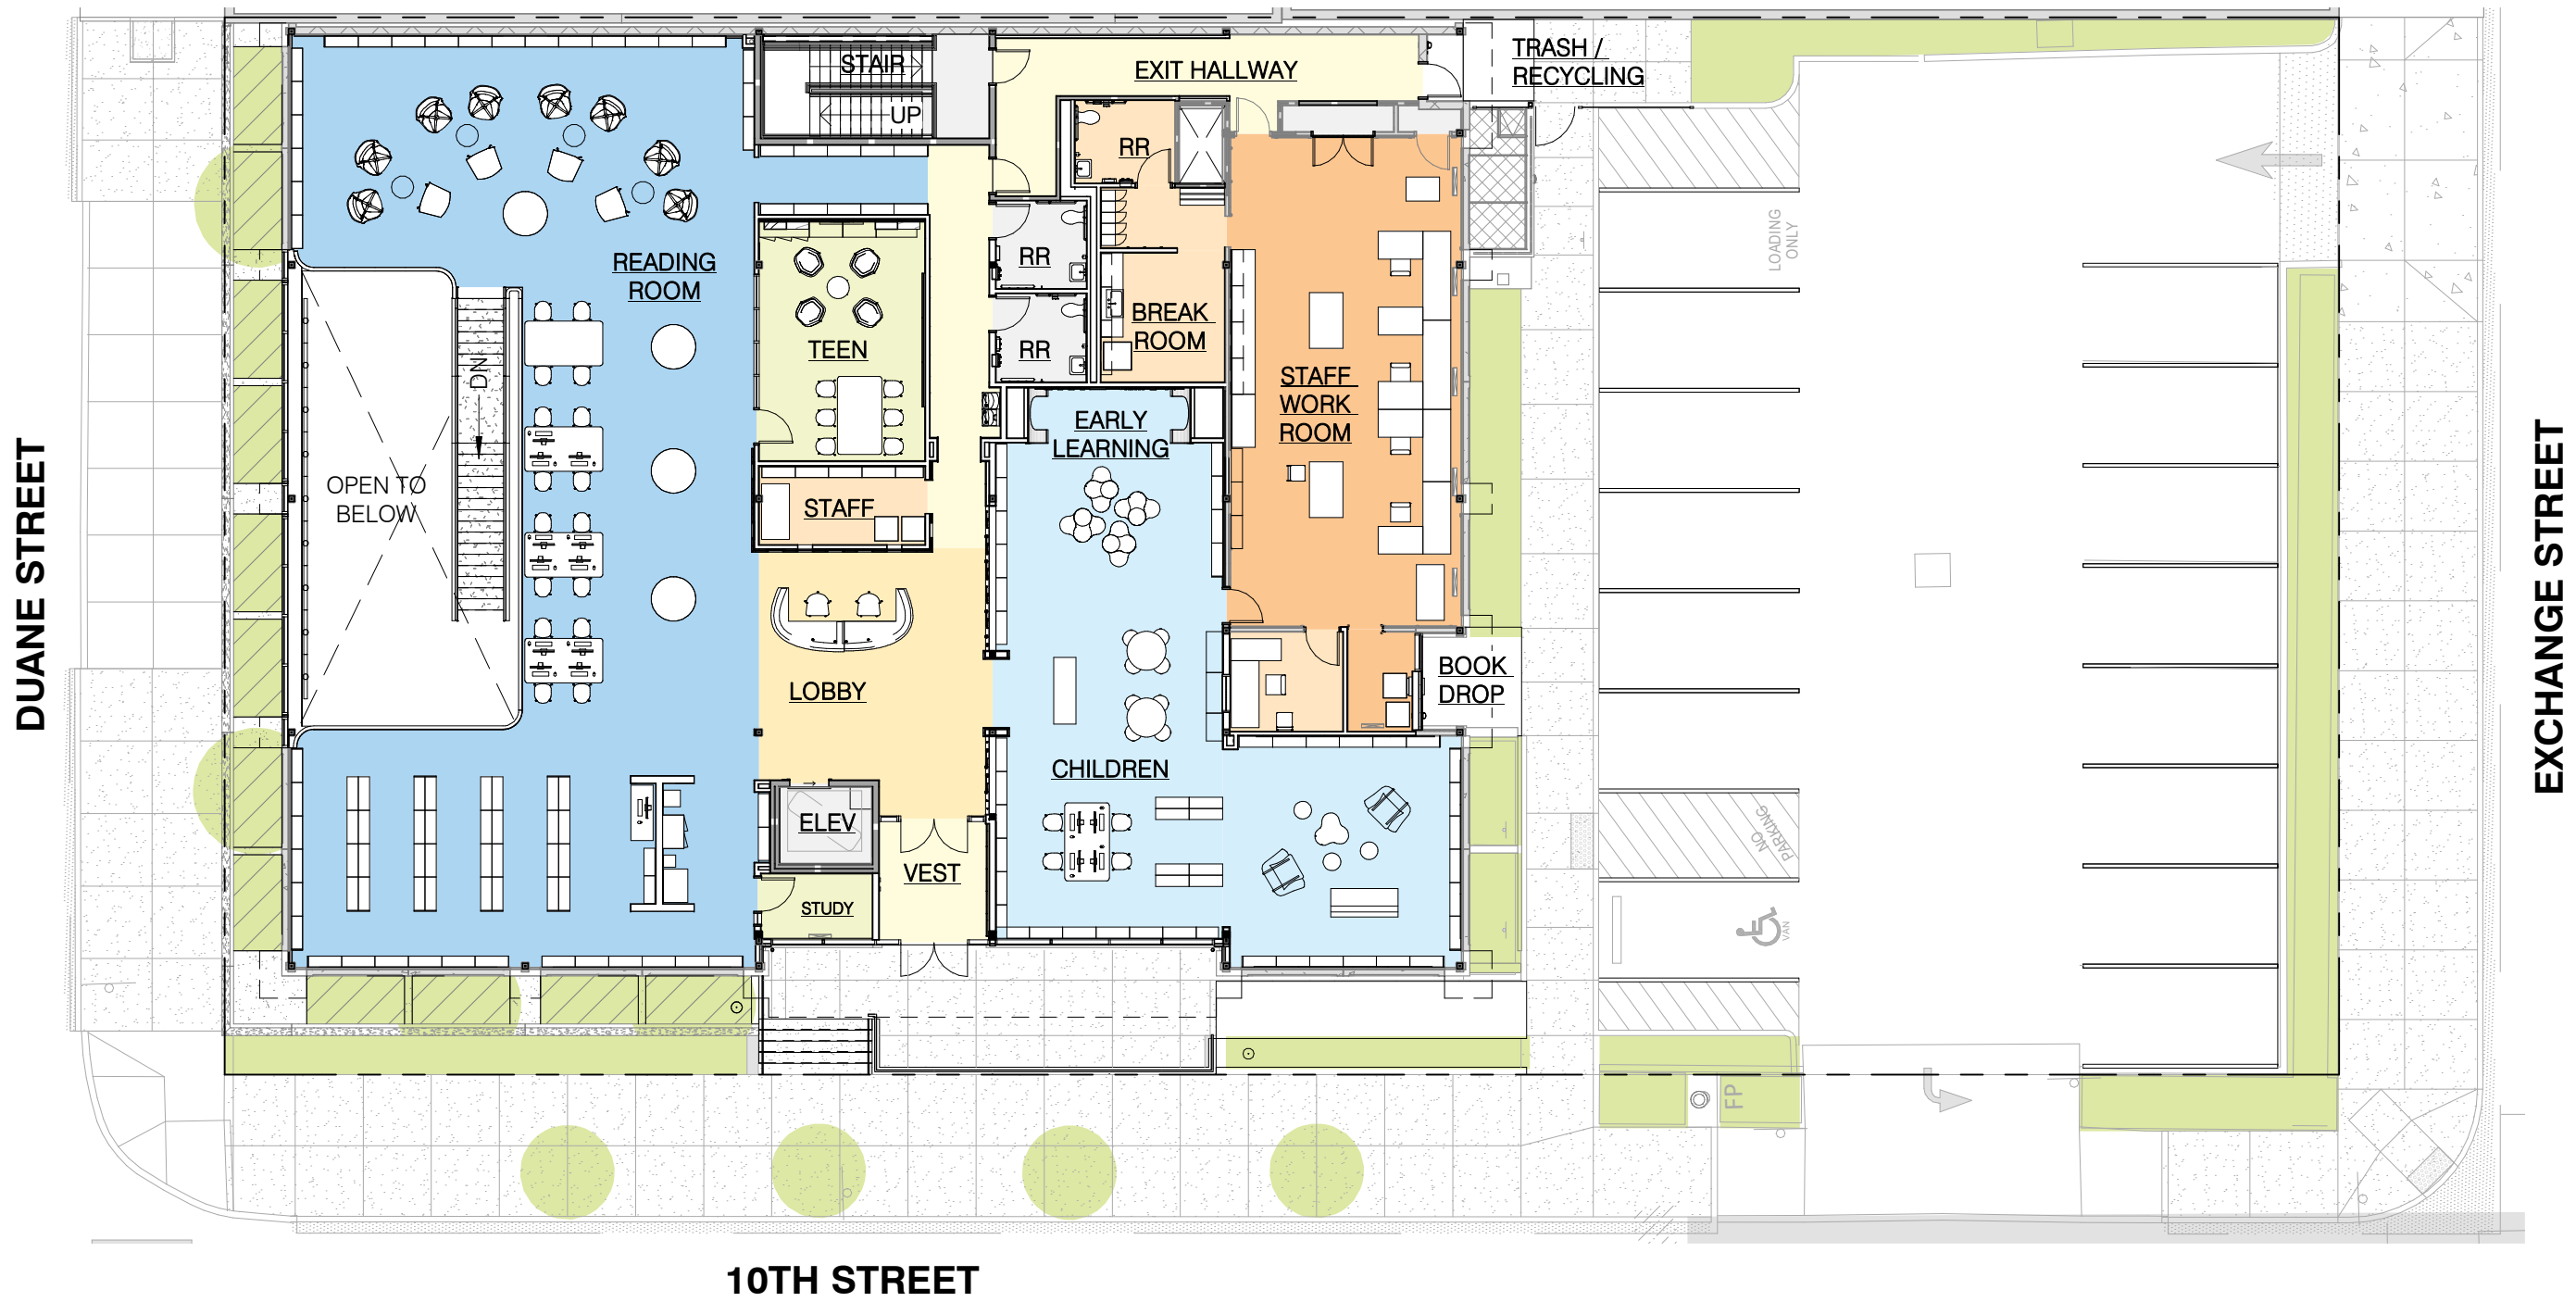 STAIR
UP
EXIT HALLWAY
TRASH /
RECYCLING
RR
READING
ROOM
RR
LOADING
ONLY
BREAK
ROOM
TEEN
RR
DN
STAFF
WORK
ROOM
EARLY
LEARNING
OPEN TO
BELOW
STAFF
DUANE STREET
EXCHANGE STREET
LOBBY
BOOK
DROP
CHILDREN
ELEV
NO
PARKING
VEST
STUDY
VAN
FP
10TH STREET